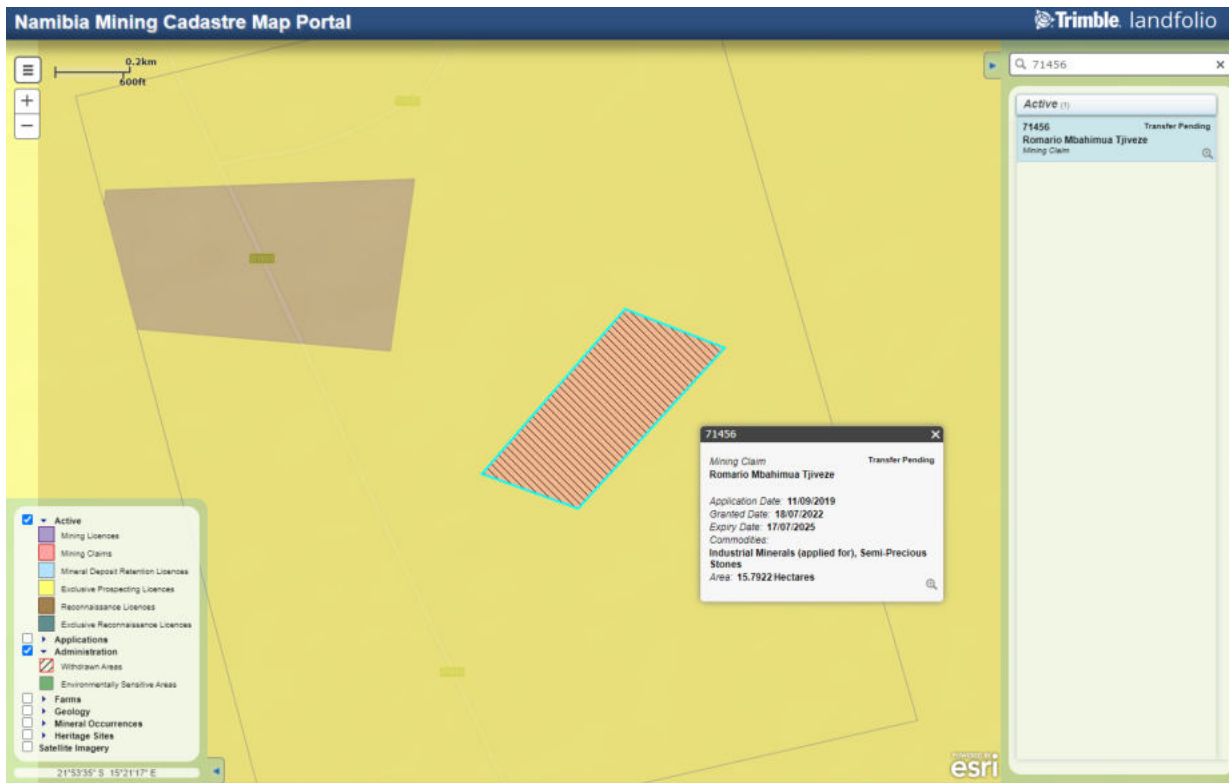 Namibia Mining Cadastre Map Portal
Trimble. landfolio
0.2km
600ft
71456
Active (1)
71456 Transfer Pending
Romario Mbahimua Tjiveze
Mining Claim
71456
Mining Claim Transfer Pending
Romario Mbahimua Tjiveze
Application Date: 11/09/2019
Granted Date: 18/07/2022
Expiry Date: 17/07/2025
Commodities:
Industrial Minerals (applied for), Semi-Precious
Stones
Area: 15.7922 Hectares
Active
Mining Licences
Mining Claims
Mineral Deposit Retention Licences
Exclusive Prospecting Licences
Reconnaissance Licences
Exclusive Reconnaissance Licences
Applications
Administration
Withdrawn Areas
Environmentally Sensitive Areas
Farms
Geology
Mineral Occurrences
Heritage Sites
Satellite Imagery
21°53'35" S 15°21'17" E
POWERED BY
esri